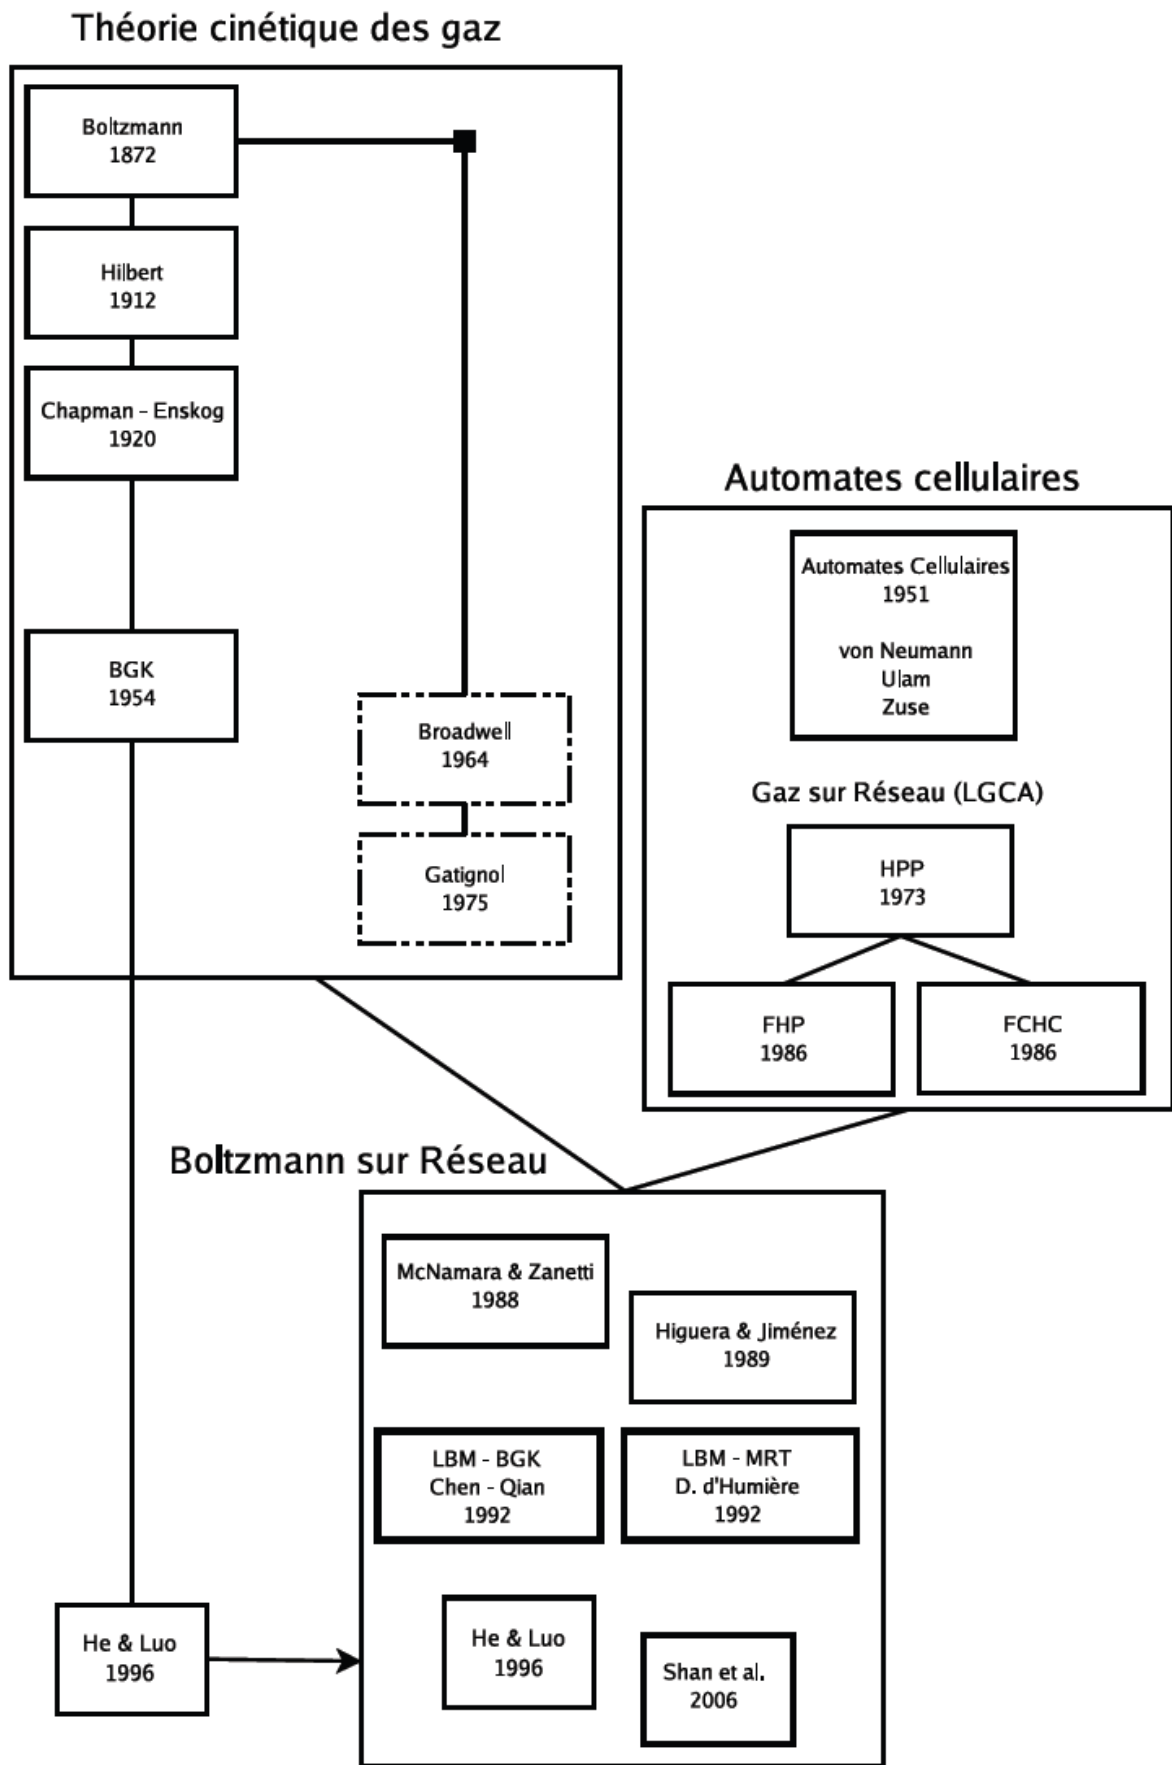 Théorie cinétique des gaz
Boltzmann
1872
Hilbert
1912
Chapman - Enskog
1920
BGK
1954
Broadwell
1964
Gatignol
1975
Automates cellulaires
Automates Cellulaires
1951
von Neumann
Ulam
Zuse
Gaz sur Réseau (LGCA)
HPP
1973
FHP
1986
FCHC
1986
Boltzmann sur Réseau
McNamara & Zanetti
1988
Higuera & Jiménez
1989
LBM - BGK
Chen - Qian
1992
LBM - MRT
D. d'Humière
1992
He & Luo
1996
He & Luo
1996
Shan et al.
2006